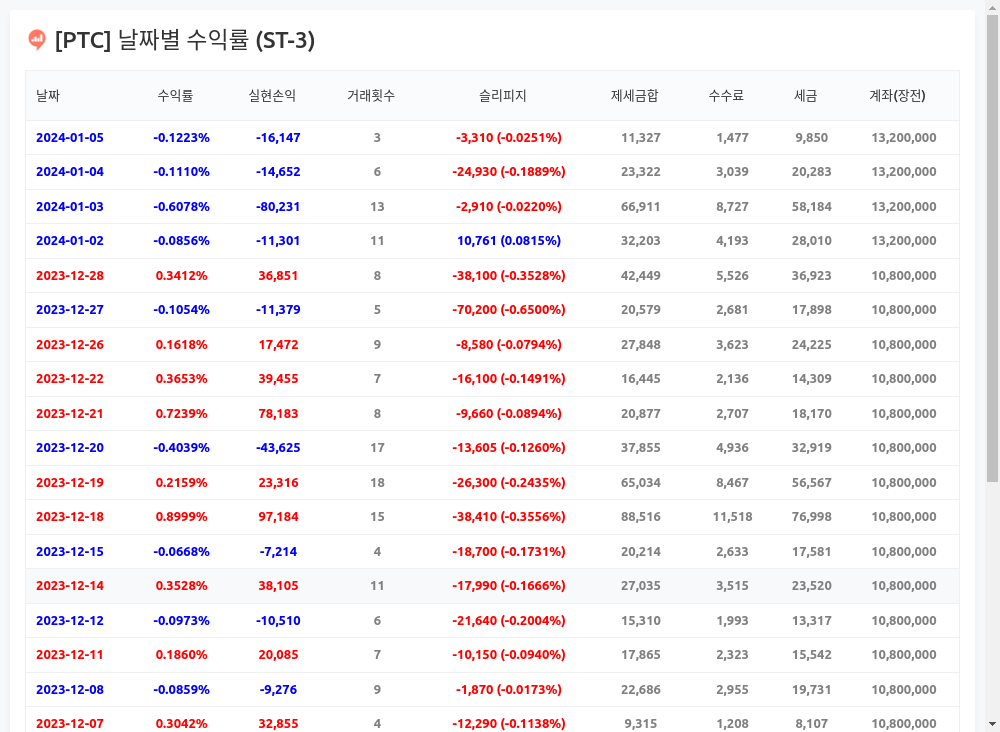 [PTC] 날짜별 수익률 (ST-3)
날짜 수익률 실현손익 거래횟수 슬리피지 제세금합 수수료 세금 계좌(장전)
2024-01-05 -0.1223% -16,147 3 -3,310 (-0.0251%) 11,327 1,477 9,850 13,200,000
2024-01-04 -0.1110% -14,652 6 -24,930 (-0.1889%) 23,322 3,039 20,283 13,200,000
2024-01-03 -0.6078% -80,231 13 -2,910 (-0.0220%) 66,911 8,727 58,184 13,200,000
2024-01-02 -0.0856% -11,301 11 10,761 (0.0815%) 32,203 4,193 28,010 13,200,000
2023-12-28 0.3412% 36,851 8 -38,100 (-0.3528%) 42,449 5,526 36,923 10,800,000
2023-12-27 -0.1054% -11,379 5 -70,200 (-0.6500%) 20,579 2,681 17,898 10,800,000
2023-12-26 0.1618% 17,472 9 -8,580 (-0.0794%) 27,848 3,623 24,225 10,800,000
2023-12-22 0.3653% 39,455 7 -16,100 (-0.1491%) 16,445 2,136 14,309 10,800,000
2023-12-21 0.7239% 78,183 8 -9,660 (-0.0894%) 20,877 2,707 18,170 10,800,000
2023-12-20 -0.4039% -43,625 17 -13,605 (-0.1260%) 37,855 4,936 32,919 10,800,000
2023-12-19 0.2159% 23,316 18 -26,300 (-0.2435%) 65,034 8,467 56,567 10,800,000
2023-12-18 0.8999% 97,184 15 -38,410 (-0.3556%) 88,516 11,518 76,998 10,800,000
2023-12-15 -0.0668% -7,214 4 -18,700 (-0.1731%) 20,214 2,633 17,581 10,800,000
2023-12-14 0.3528% 38,105 11 -17,990 (-0.1666%) 27,035 3,515 23,520 10,800,000
2023-12-12 -0.0973% -10,510 6 -21,640 (-0.2004%) 15,310 1,993 13,317 10,800,000
2023-12-11 0.1860% 20,085 7 -10,150 (-0.0940%) 17,865 2,323 15,542 10,800,000
2023-12-08 -0.0859% -9,276 9 -1,870 (-0.0173%) 22,686 2,955 19,731 10,800,000
2023-12-07 0.3042% 32,855 4 -12,290 (-0.1138%) 9,315 1,208 8,107 10,800,000